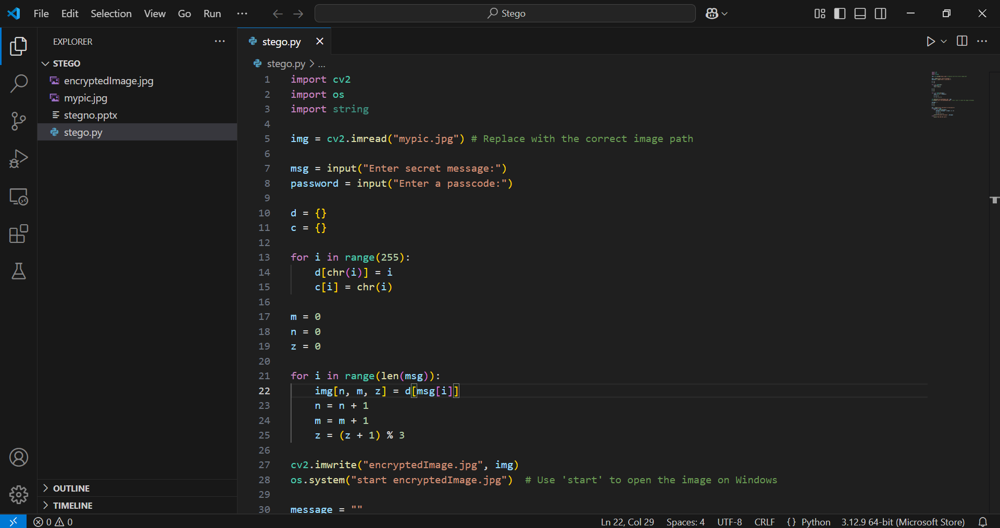 File Edit Selection View Go Run ... Stego
EXPLORER ...
STEGO
encryptedImage.jpg
mypic.jpg
stegno.pptx
stego.py
OUTLINE
TIMELINE
stego.py
stego.py > ...
1 import cv2
2 import os
3 import string
4
5 img = cv2.imread("mypic.jpg") # Replace with the correct image path
6
7 msg = input("Enter secret message:")
8 password = input("Enter a passcode:")
9
10 d = {}
11 c = {}
12
13 for i in range(255):
14 d[chr(i)] = i
15 c[i] = chr(i)
16
17 m = 0
18 n = 0
19 z = 0
20
21 for i in range(len(msg)):
22 img[n, m, z] = d[msg[i]]
23 n = n + 1
24 m = m + 1
25 z = (z + 1) % 3
26
27 cv2.imwrite("encryptedImage.jpg", img)
28 os.system("start encryptedImage.jpg") # Use 'start' to open the image on Windows
29
30 message = ""
0 0 Ln 22, Col 29 Spaces: 4 UTF-8 CRLF {} Python 3.12.9 64-bit (Microsoft Store)